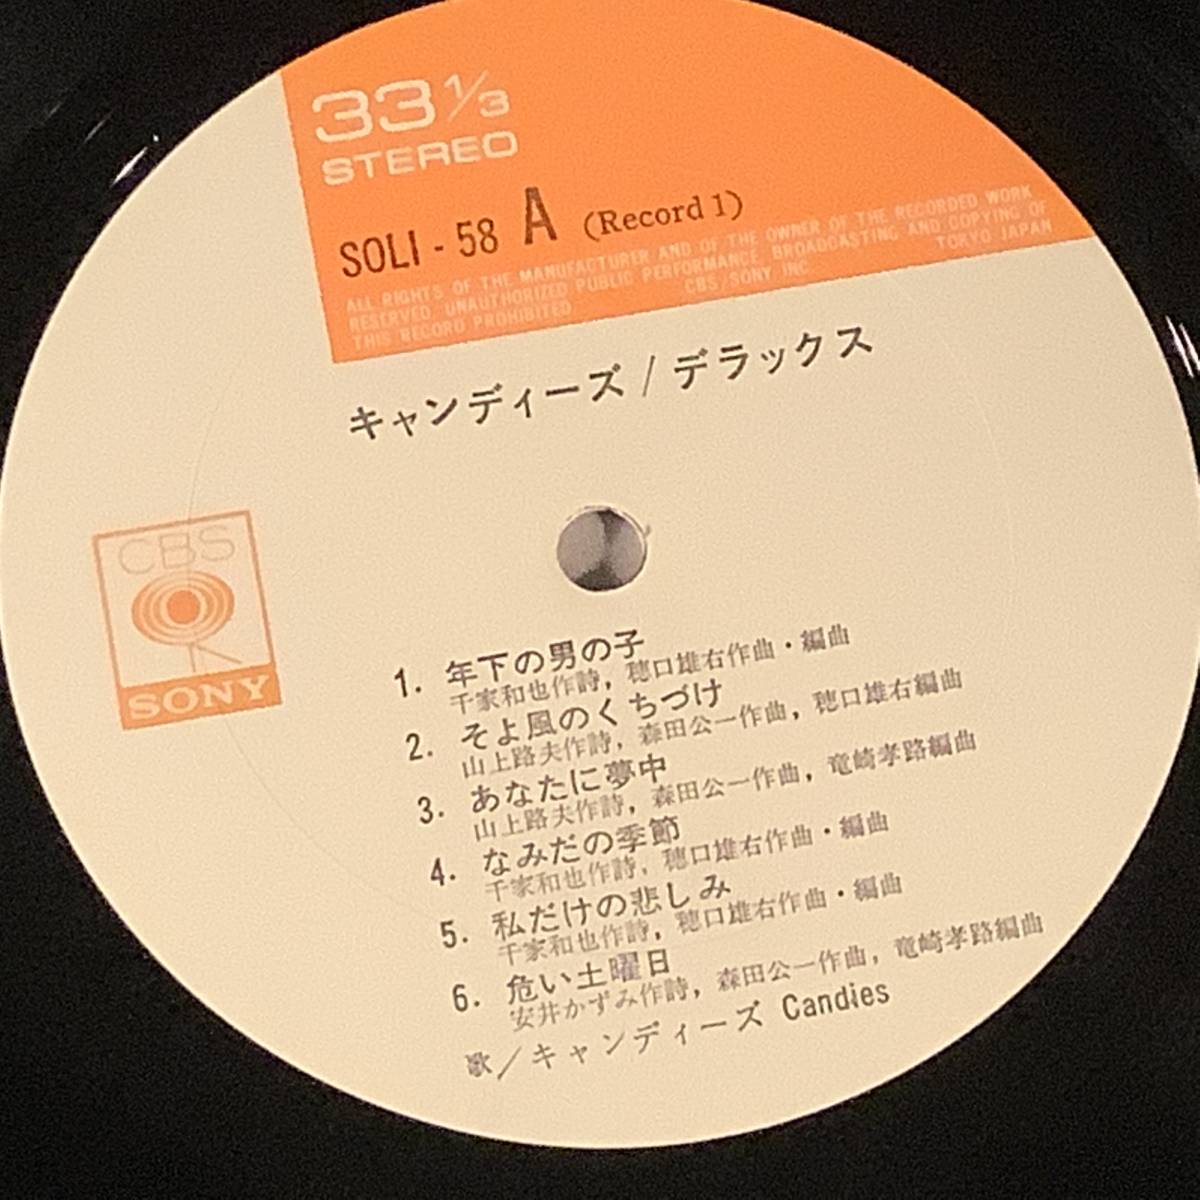 33 1/3
STEREO
SOLI - 58 A (Record 1)
ALL RIGHTS OF THE MANUFACTURER AND OF THE OWNER OF THE RECORDED WORK
RESERVED. UNAUTHORIZED PUBLIC PERFORMANCE, BROADCASTING AND COPYING OF
THIS RECORD PROHIBITED CBS/SONY INC TOKYO JAPAN
キャンディーズ / デラックス
CBS
SONY
1. 年下の男の子
千家和也作詩, 穂口雄右作曲・編曲
2. そよ風のくちづけ
山上路夫作詩, 森田公一作曲, 穂口雄右編曲
3. あなたに夢中
山上路夫作詩, 森田公一作曲, 竜崎孝路編曲
4. なみだの季節
千家和也作詩, 穂口雄右作曲・編曲
5. 私だけの悲しみ
千家和也作詩, 穂口雄右作曲・編曲
6. 危い土曜日
安井かずみ作詩, 森田公一作曲, 竜崎孝路編曲
歌/キャンディーズ Candies